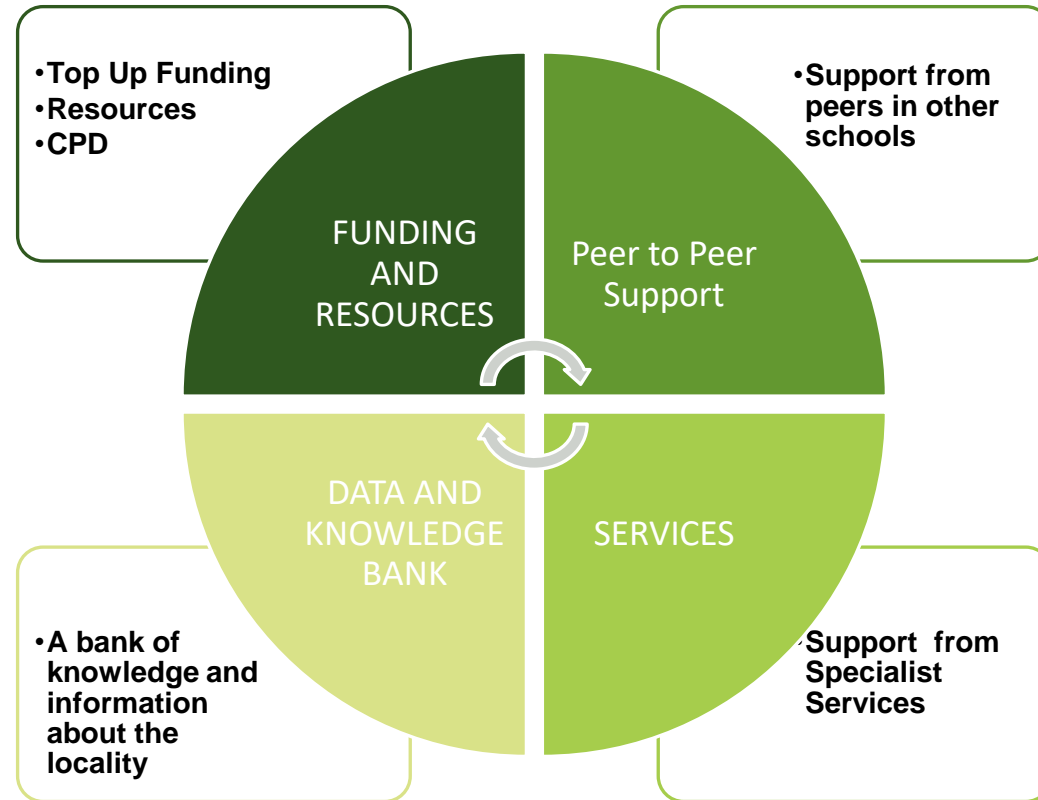 •Top Up Funding
•Resources
•CPD
•Support from
peers in other
schools
FUNDING
AND
RESOURCES
Peer to Peer
Support
DATA AND
KNOWLEDGE
BANK
SERVICES
•A bank of
knowledge and
information
about the
locality
•Support from
Specialist
Services